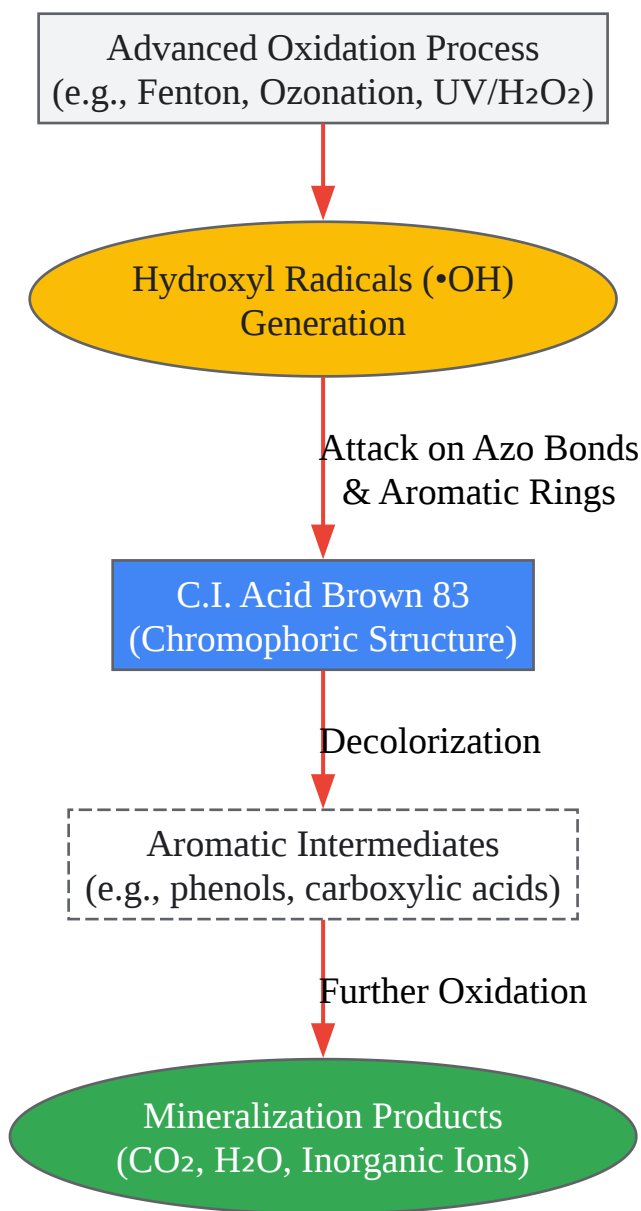 Advanced Oxidation Process
(e.g., Fenton, Ozonation, UV/H₂O₂)
Hydroxyl Radicals (•OH)
Generation
Attack on Azo Bonds
& Aromatic Rings
C.I. Acid Brown 83
(Chromophoric Structure)
Decolorization
Aromatic Intermediates
(e.g., phenols, carboxylic acids)
Further Oxidation
Mineralization Products
(CO₂, H₂O, Inorganic Ions)